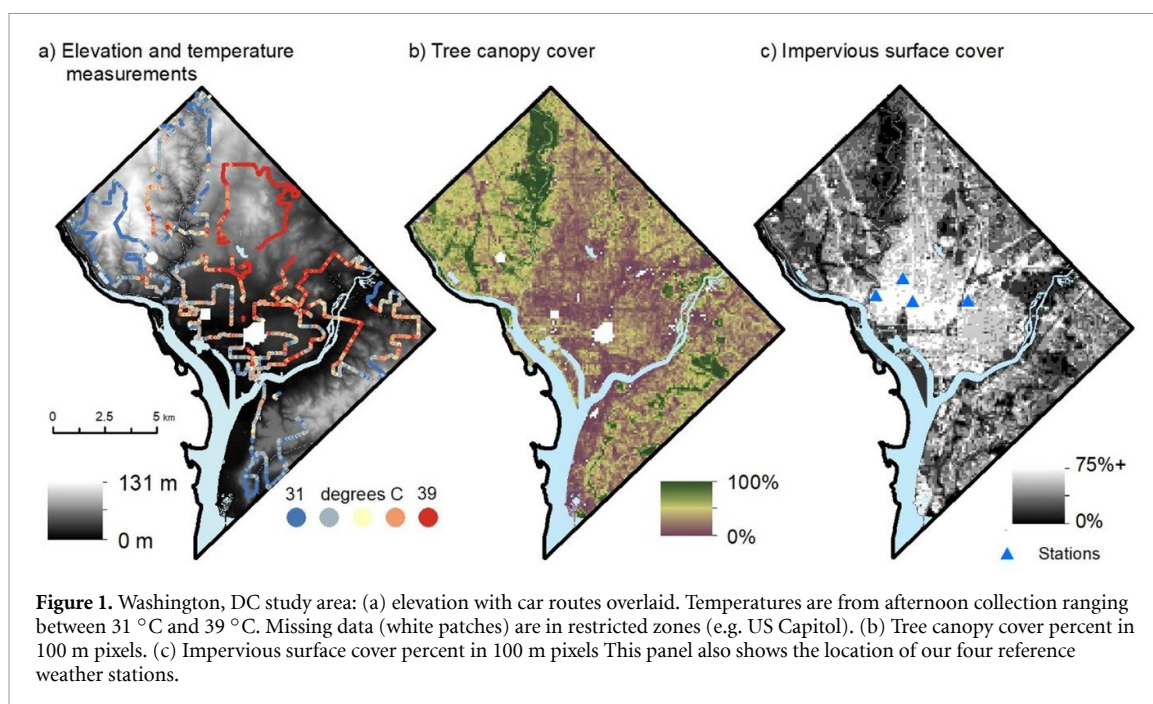 a) Elevation and temperature
measurements
b) Tree canopy cover
c) Impervious surface cover
0 2.5 5 km
131 m
0 m
31 degrees C 39
100%
0%
75%+
0%
Stations
Figure 1. Washington, DC study area: (a) elevation with car routes overlaid. Temperatures are from afternoon collection ranging
between 31 °C and 39 °C. Missing data (white patches) are in restricted zones (e.g. US Capitol). (b) Tree canopy cover percent in
100 m pixels. (c) Impervious surface cover percent in 100 m pixels This panel also shows the location of our four reference
weather stations.